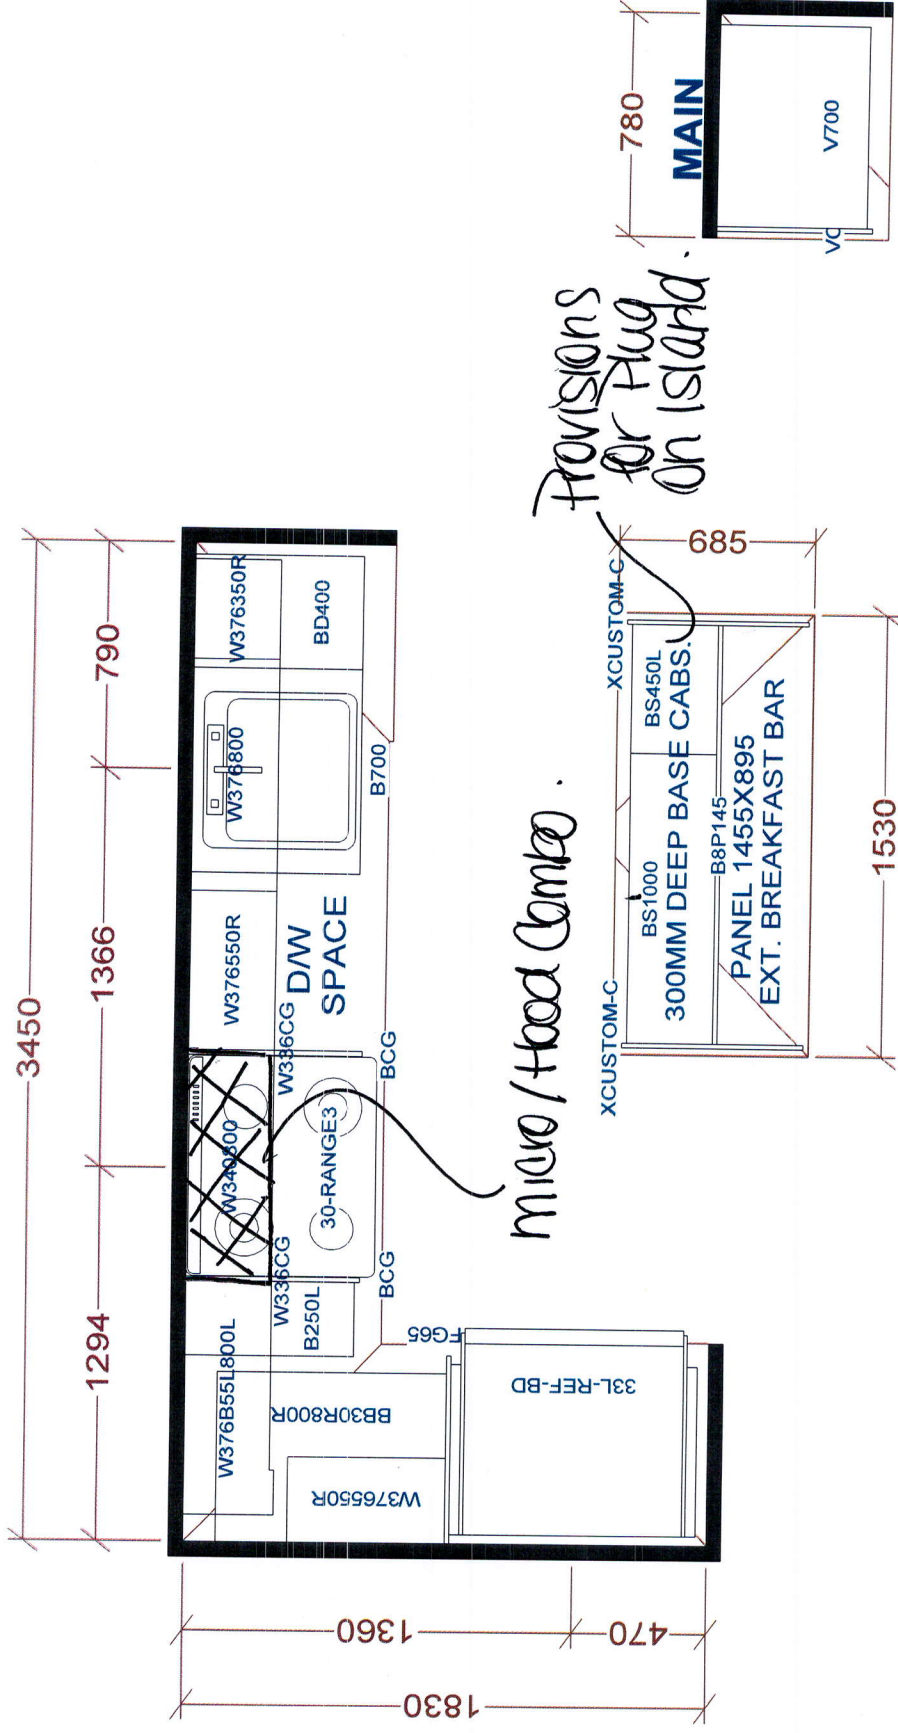 3450
1294
1366
790
W376350R
BD400
W376800
B700
W376550R
D/W
SPACE
W336CG
BCG
W340800
30-RANGE3
W336CG
BCG
B250L
W376B55L800L
FG65
BB30R800R
W376550R
33L-REF-BD
1360
470
1830
micro/Hood Combo.
Provisions
for Plug
on Island.
XCUSTOM-C
XCUSTOM-C
685
BS450L
BS1000
300MM DEEP BASE CABS.
B8P145
PANEL 1455X895
EXT. BREAKFAST BAR
1530
780
MAIN
V700